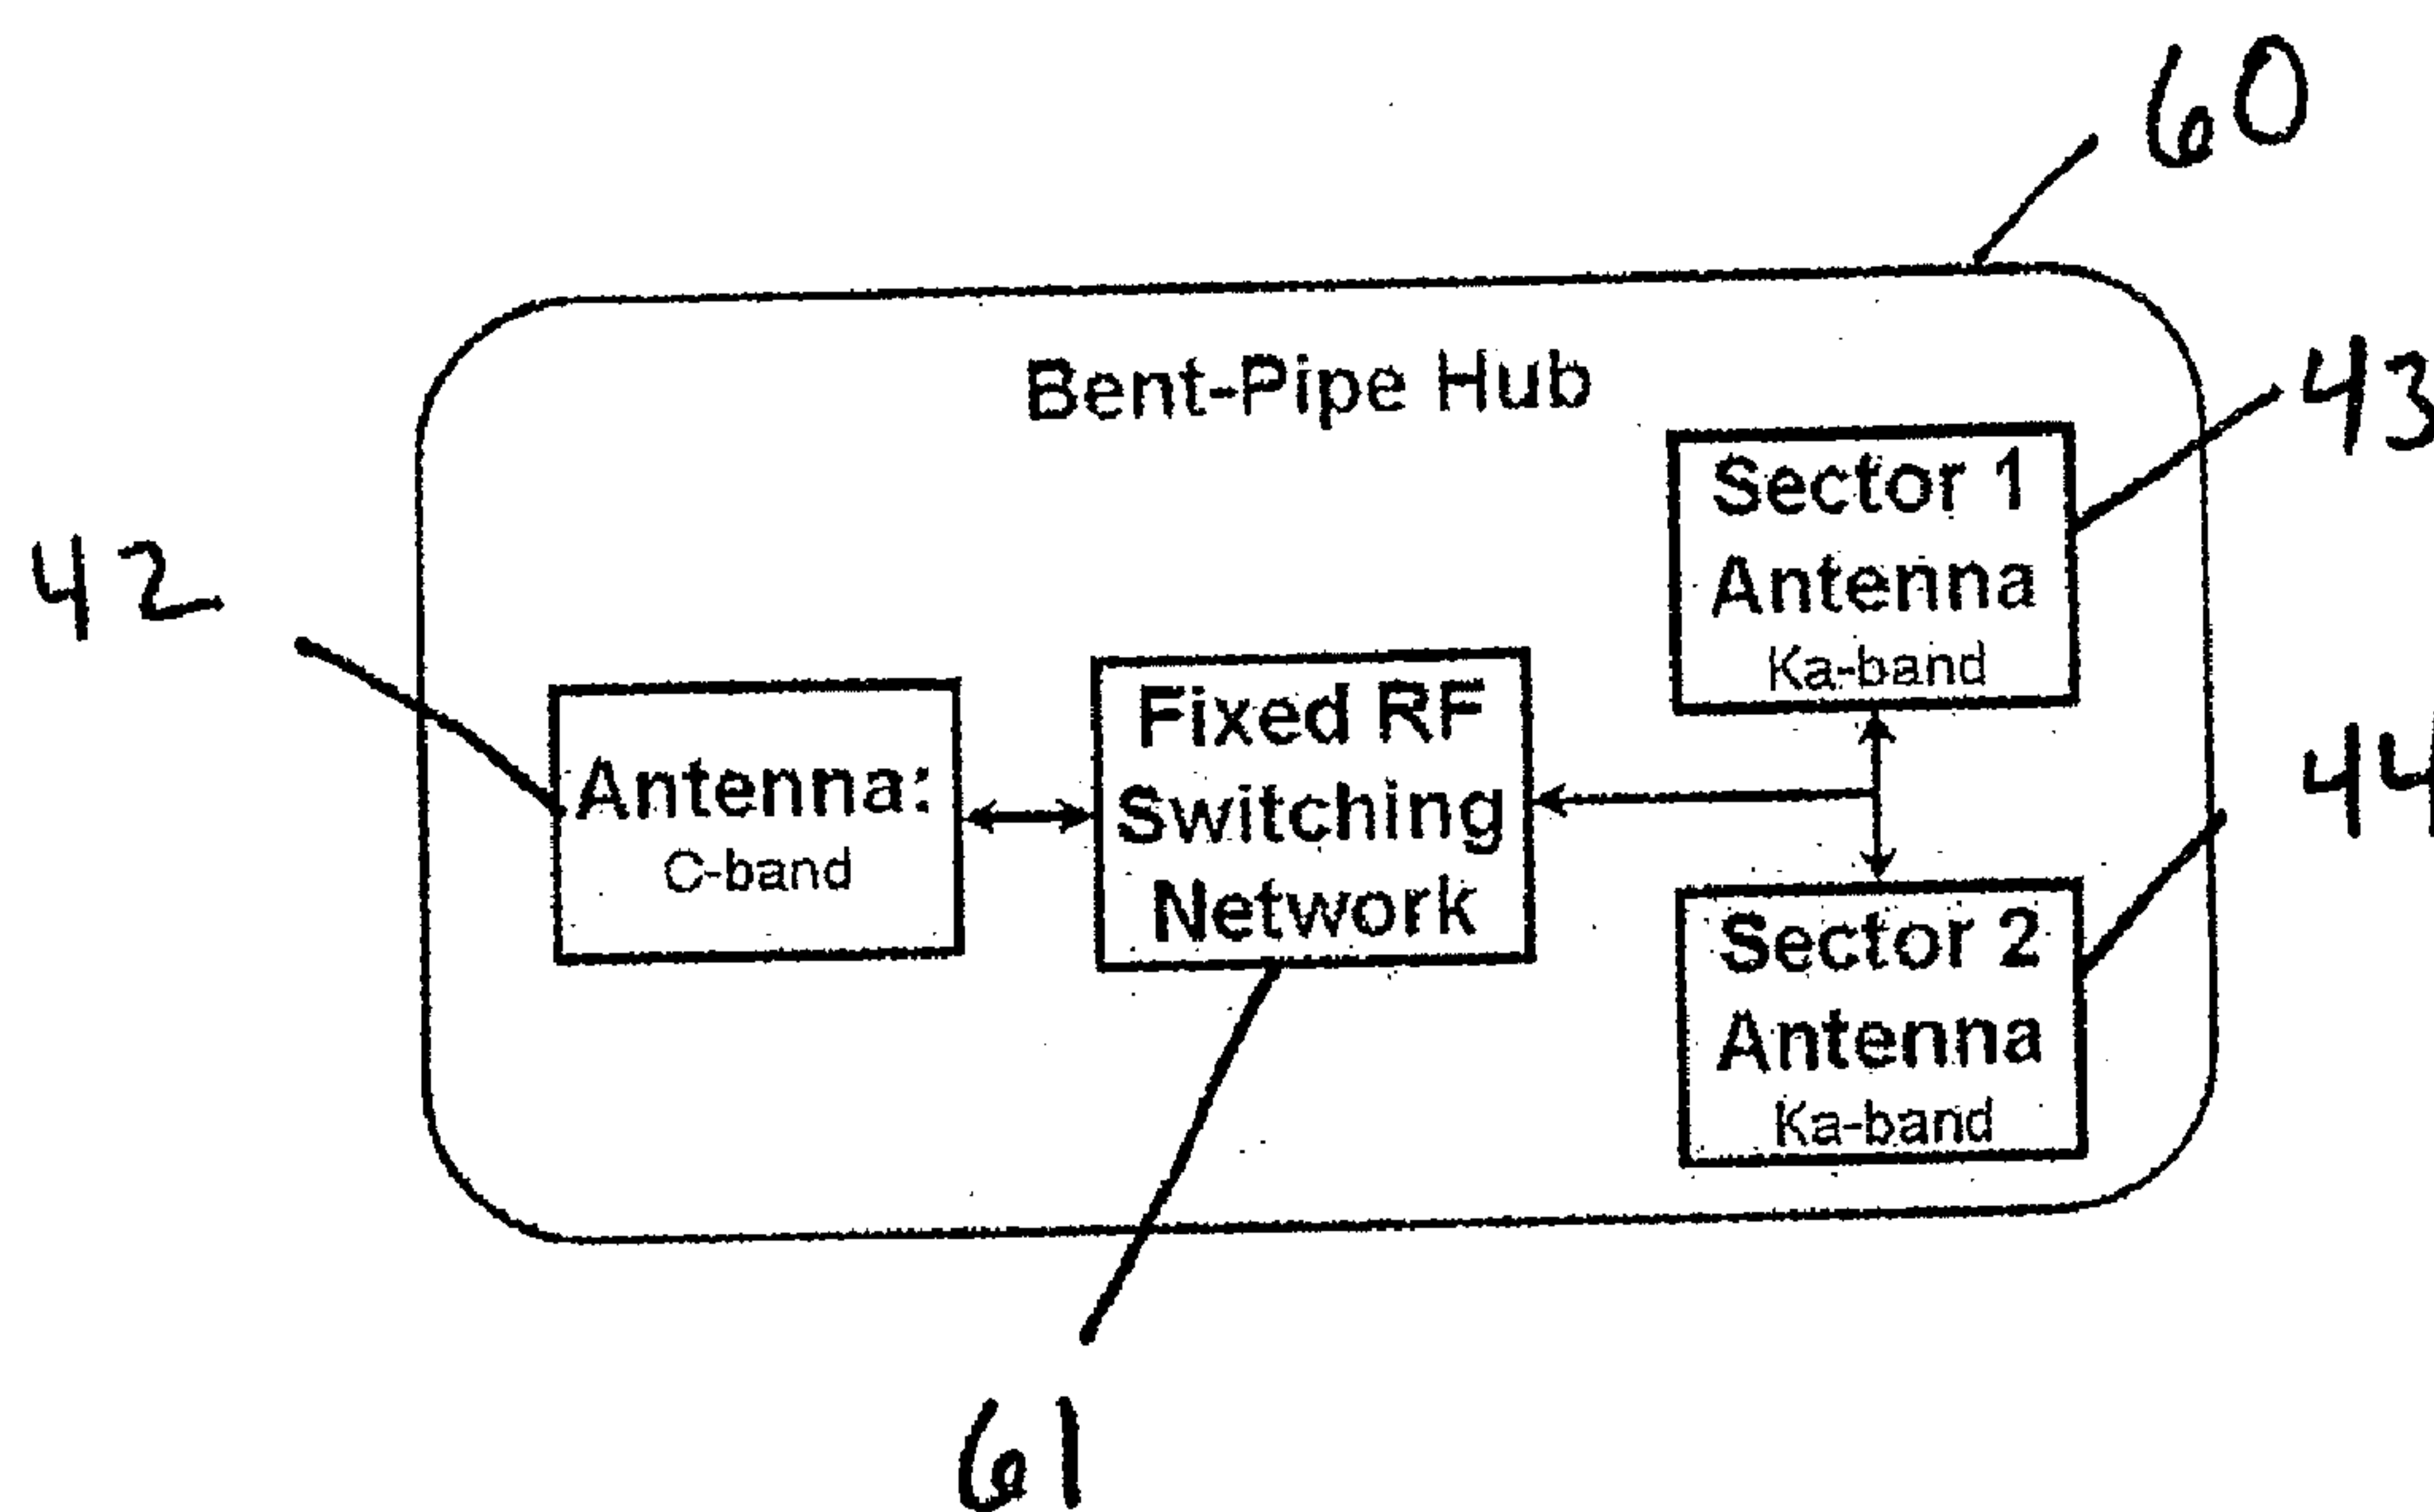 60
Bent-Pipe Hub
43
Sector 1
Antenna
Ka-band
42
Antenna:
C-band
Fixed RF
Switching
Network
44
Sector 2
Antenna
Ka-band
61